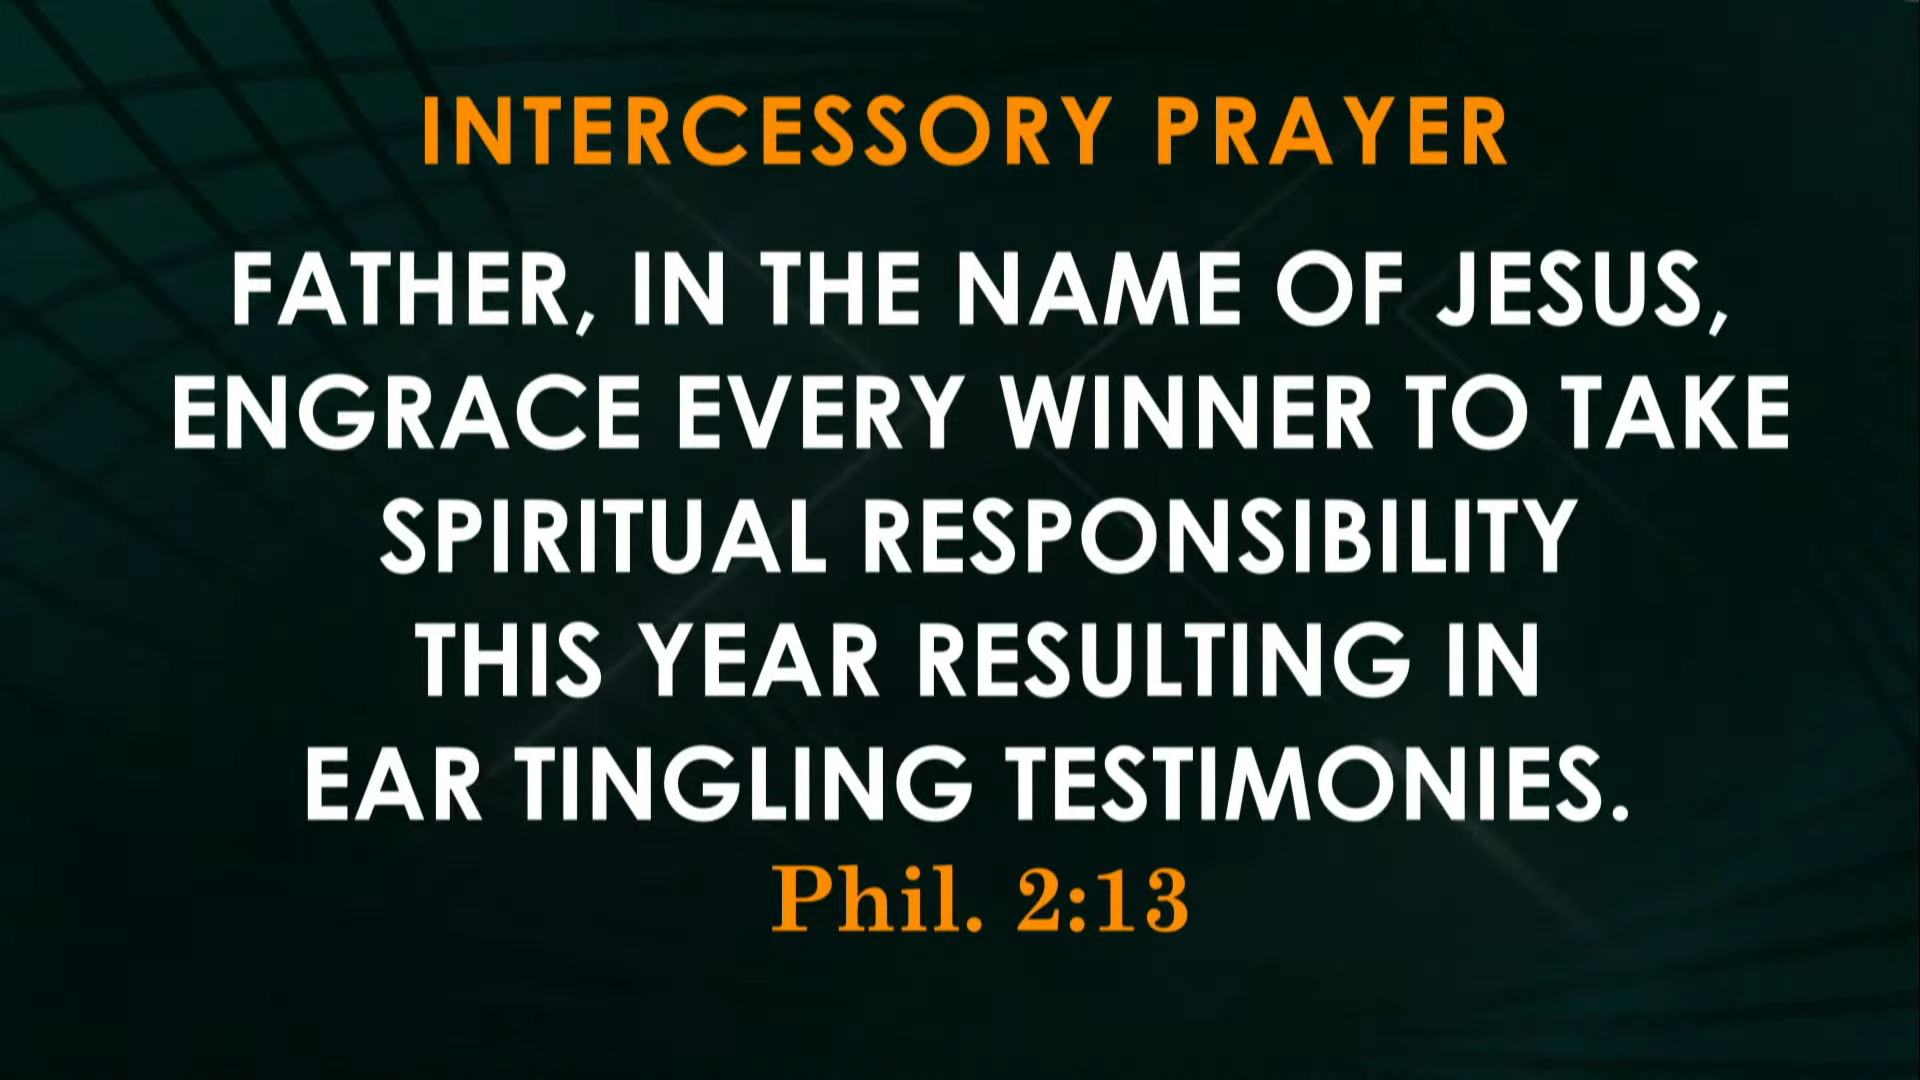 INTERCESSORY PRAYER
FATHER, IN THE NAME OF JESUS,
ENGRACE EVERY WINNER TO TAKE
SPIRITUAL RESPONSIBILITY
THIS YEAR RESULTING IN
EAR TINGLING TESTIMONIES.
Phil. 2:13